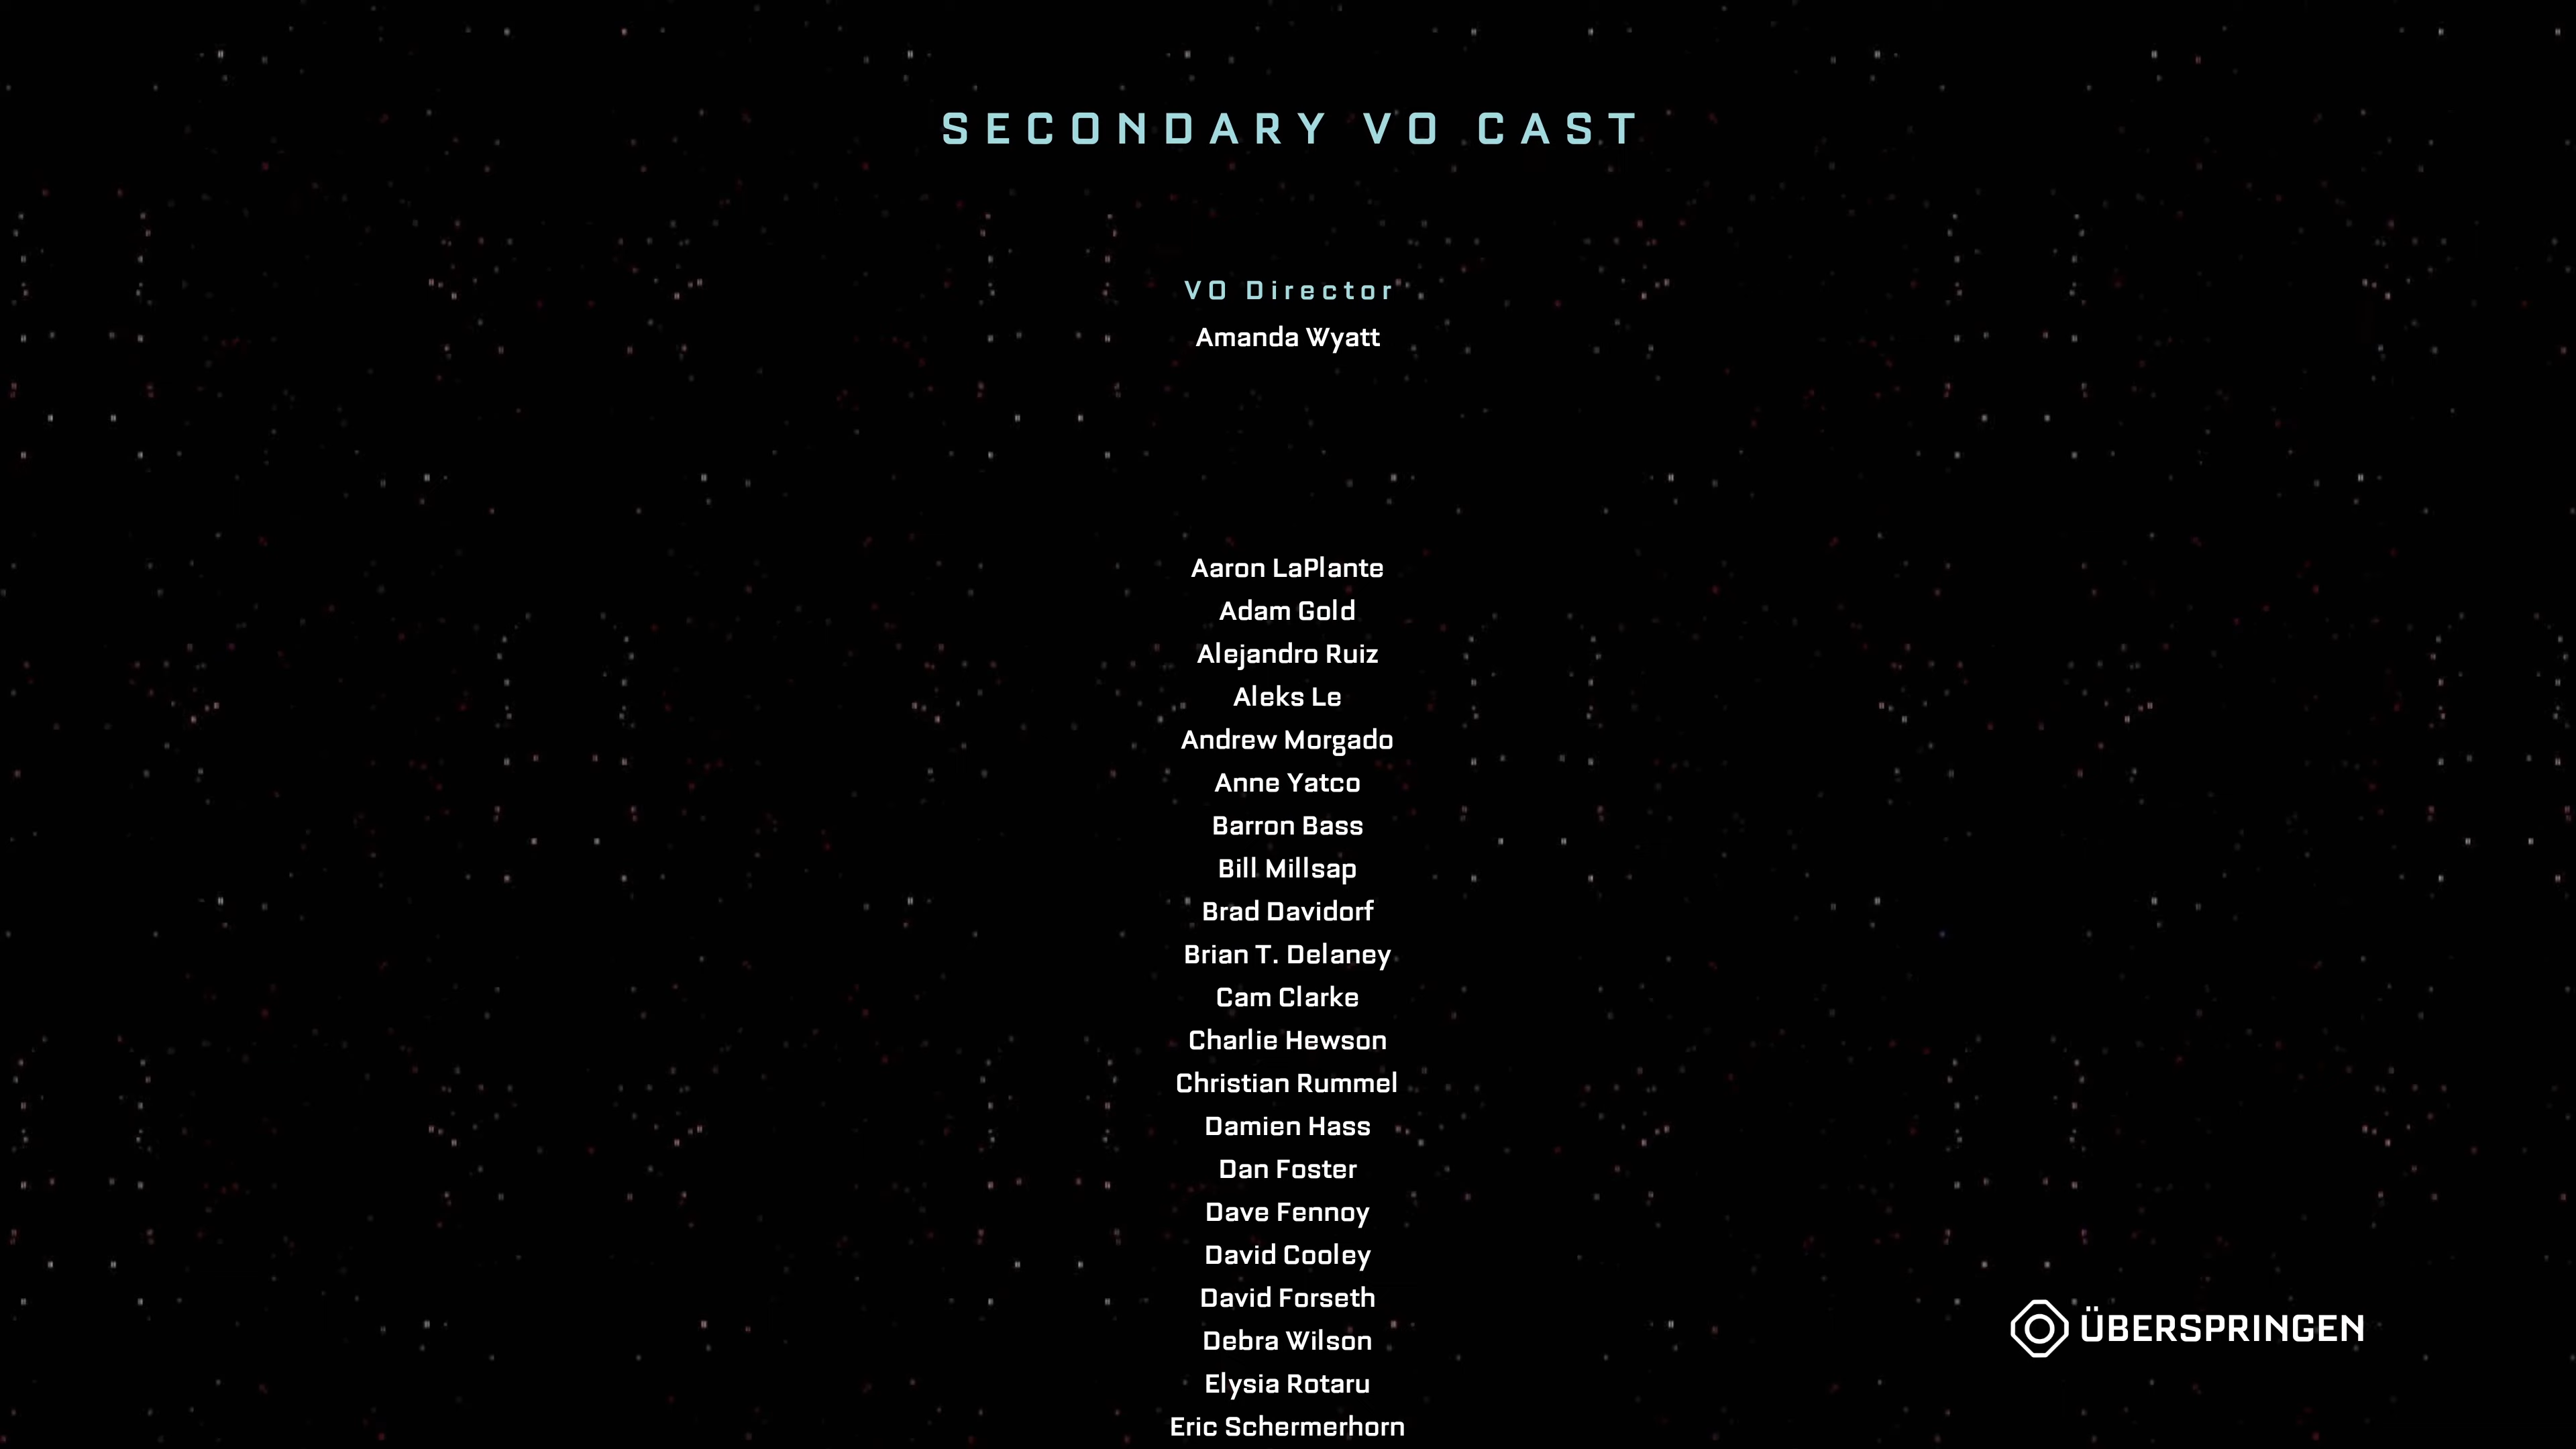 SECONDARY VO CAST
VO Director
Amanda Wyatt
Aaron LaPlante
Adam Gold
Alejandro Ruiz
Aleks Le
Andrew Morgado
Anne Yatco
Barron Bass
Bill Millsap
Brad Davidorf
Brian T. Delaney
Cam Clarke
Charlie Hewson
Christian Rummel
Damien Hass
Dan Foster
Dave Fennoy
David Cooley
David Forseth
Debra Wilson
Elysia Rotaru
Eric Schermerhorn
ÜBERSPRINGEN